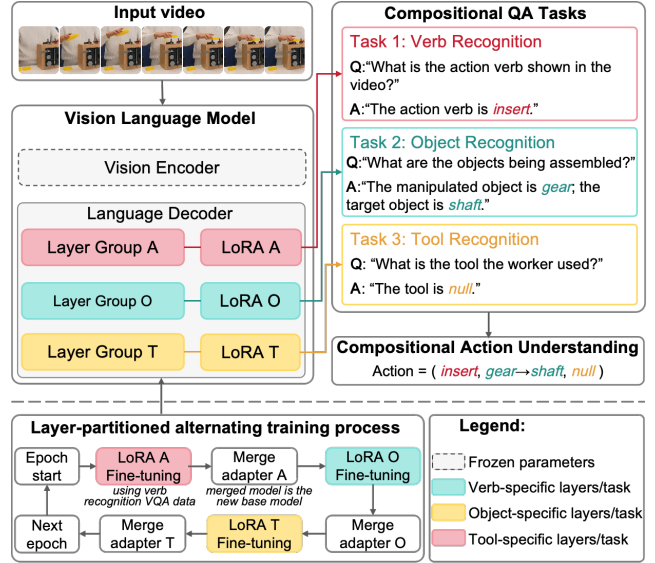 Input video
Vision Language Model
Vision Encoder
Language Decoder
Layer Group A
LoRA A
Layer Group O
LoRA O
Layer Group T
LoRA T
Compositional QA Tasks
Task 1: Verb Recognition
Q:“What is the action verb shown in the
video?”
A:“The action verb is insert.”
Task 2: Object Recognition
Q:“What are the objects being assembled?”
A:“The manipulated object is gear; the
target object is shaft.”
Task 3: Tool Recognition
Q: “What is the tool the worker used?”
A: “The tool is null.”
Compositional Action Understanding
Action = ( insert, gear→shaft, null )
Layer-partitioned alternating training process
Epoch
start
LoRA A
Fine-tuning
using verb
recognition VQA data
Merge
adapter A
merged model is the
new base model
LoRA O
Fine-tuning
Next
epoch
Merge
adapter T
LoRA T
Fine-tuning
Merge
adapter O
Legend:
Frozen parameters
Verb-specific layers/task
Object-specific layers/task
Tool-specific layers/task